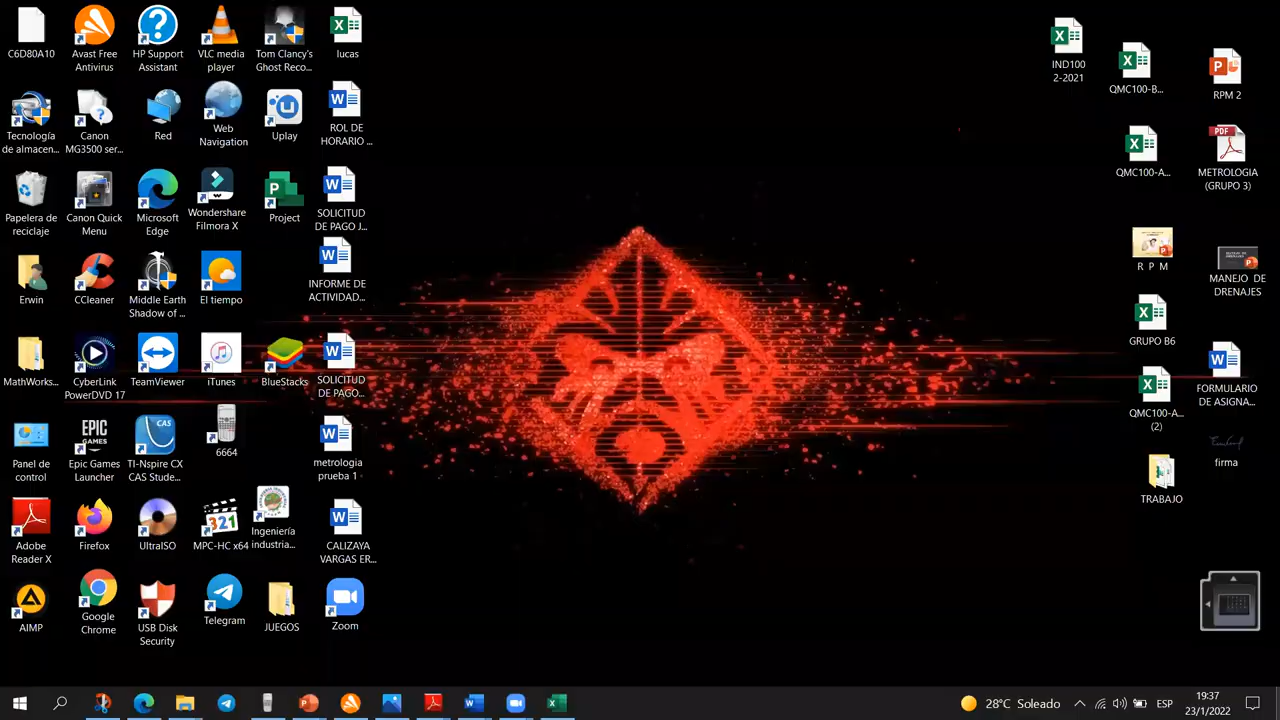 C6D80A10
Avast Free
Antivirus
HP Support
Assistant
VLC media
player
Tom Clancy's
Ghost Reco...
lucas
Tecnología
de almacen...
Canon
MG3500 ser...
Red
Web
Navigation
Uplay
ROL DE
HORARIO ...
Papelera de
reciclaje
Canon Quick
Menu
Microsoft
Edge
Wondershare
Filmora X
Project
SOLICITUD
DE PAGO J...
Erwin
CCleaner
Middle Earth
Shadow of ...
El tiempo
INFORME DE
ACTIVIDAD...
MathWorks...
CyberLink
PowerDVD 17
TeamViewer
iTunes
BlueStacks
SOLICITUD
DE PAGO...
Panel de
control
EPIC
GAMES
Epic Games
Launcher
CAS
TI-Nspire CX
CAS Stude...
6664
metrologia
prueba 1
Adobe
Reader X
Firefox
UltraISO
321
MPC-HC x64
Ingeniería
industria...
CALIZAYA
VARGAS ER...
AIMP
Google
Chrome
USB Disk
Security
Telegram
JUEGOS
Zoom
IND100
2-2021
QMC100-B...
RPM 2
QMC100-A...
PDF
METROLOGIA
(GRUPO 3)
R P M
MANEJO DE
DRENAJES
GRUPO B6
QMC100-A...
(2)
FORMULARIO
DE ASIGNA...
firma
TRABAJO
28°C Soleado
ESP
19:37
23/1/2022